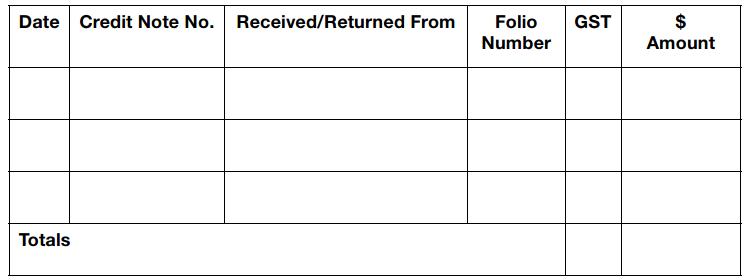 Date Credit Note No. Received/Returned From Folio Number GST $ Amount
Totals